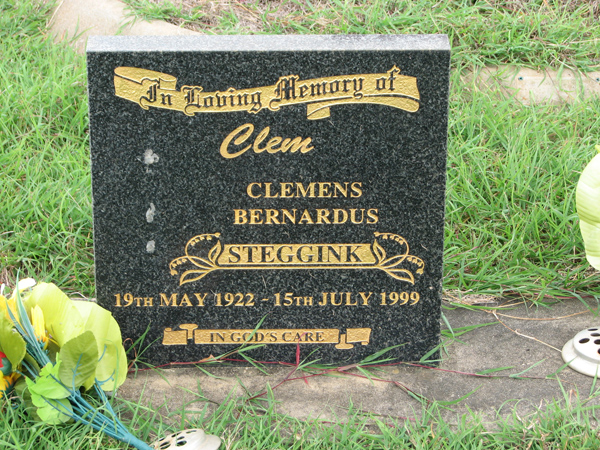 In Loving Memory of
Clem
CLEMENS
BERNARDUS
STEGGINK
19TH MAY 1922 - 15TH JULY 1999
IN GOD'S CARE